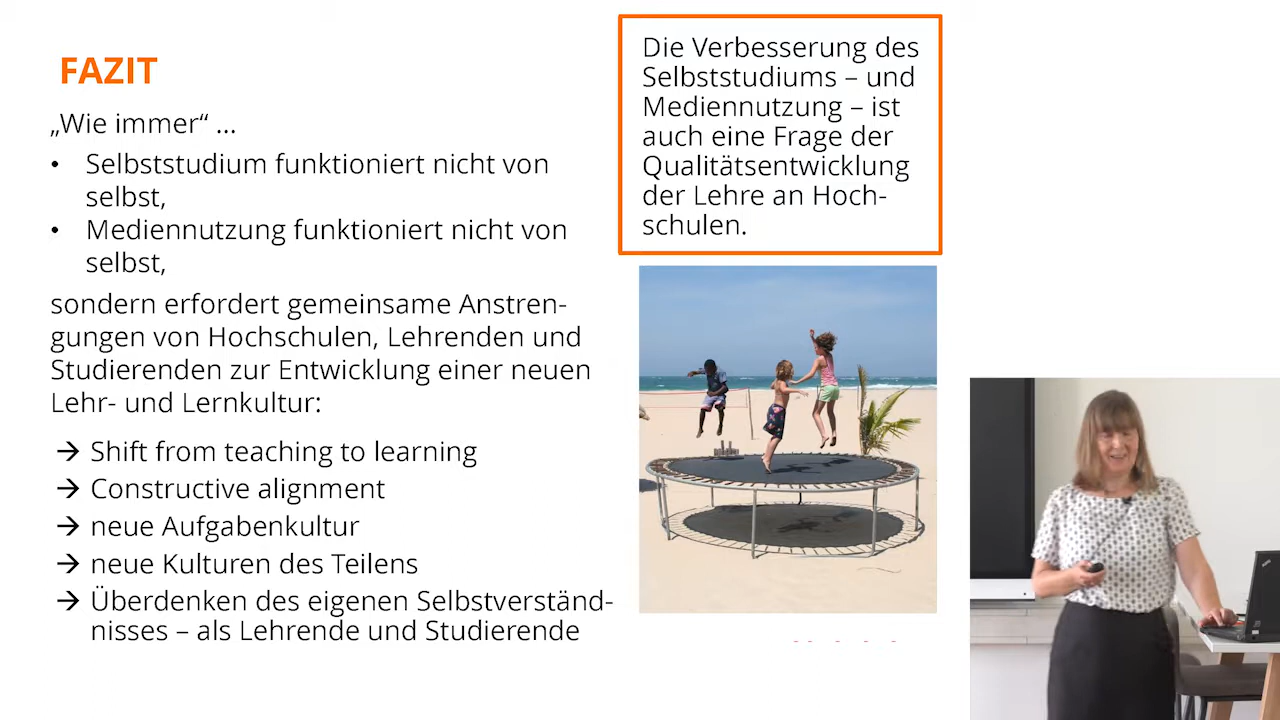 FAZIT
„Wie immer“ ...
• Selbststudium funktioniert nicht von
selbst,
• Mediennutzung funktioniert nicht von
selbst,
sondern erfordert gemeinsame Anstren-
gungen von Hochschulen, Lehrenden und
Studierenden zur Entwicklung einer neuen
Lehr- und Lernkultur:
→ Shift from teaching to learning
→ Constructive alignment
→ neue Aufgabenkultur
→ neue Kulturen des Teilens
→ Überdenken des eigenen Selbstverständ-
nisses – als Lehrende und Studierende
Die Verbesserung des
Selbststudiums – und
Mediennutzung – ist
auch eine Frage der
Qualitätsentwicklung
der Lehre an Hoch-
schulen.